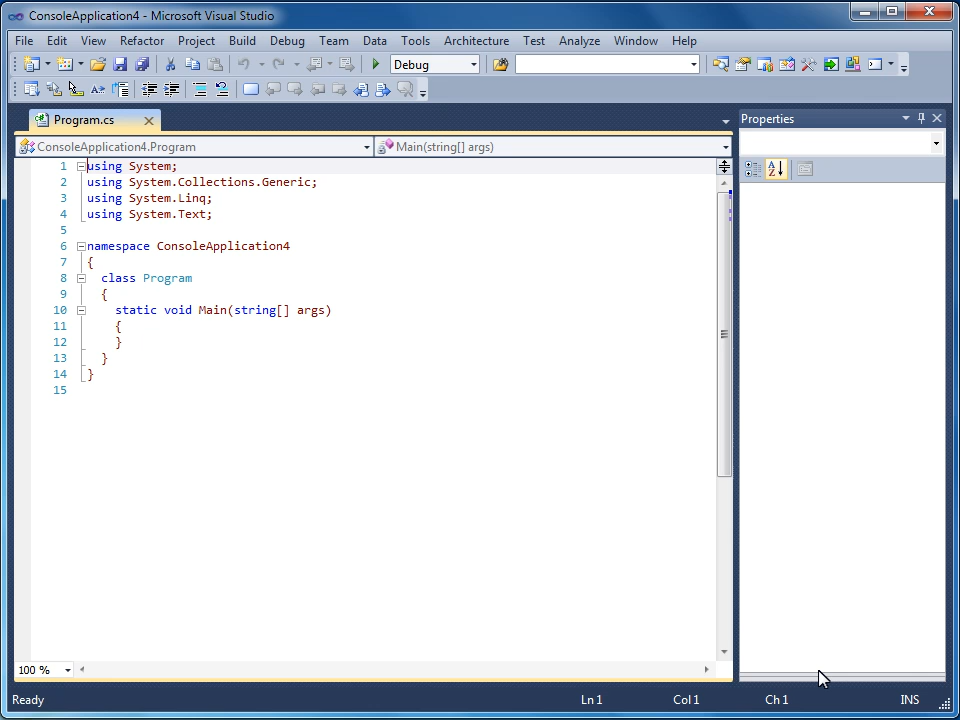 ConsoleApplication4 - Microsoft Visual Studio
File Edit View Refactor Project Build Debug Team Data Tools Architecture Test Analyze Window Help
Debug
Program.cs
Properties
ConsoleApplication4.Program
Main(string[] args)
1 using System;
2 using System.Collections.Generic;
3 using System.Linq;
4 using System.Text;
5
6 namespace ConsoleApplication4
7 {
8 class Program
9 {
10 static void Main(string[] args)
11 {
12 }
13 }
14 }
15
100 %
Ready Ln 1 Col 1 Ch 1 INS